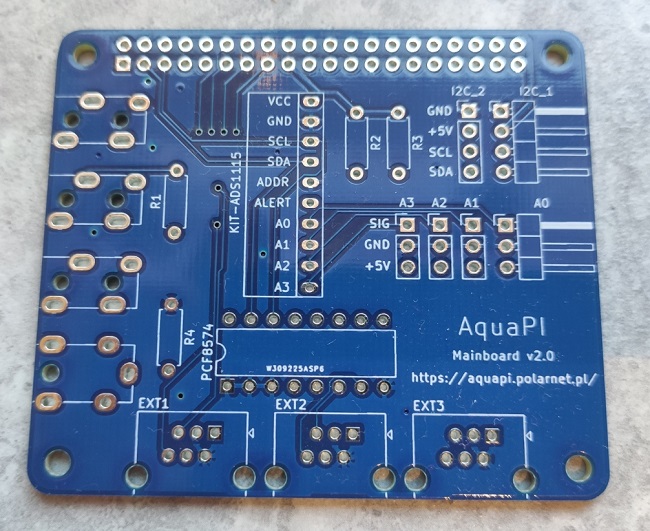 I2C_2 I2C_1
GND
+5V
SCL
SDA
VCC
GND
SCL
SDA
ADDR
ALERT
A0
A1
A2
A3
KIT-ADS1115
R1
R2
R3
A3 A2 A1 A0
SIG
GND
+5V
R4
PCF8574
W309225ASP6
AquaPI
Mainboard v2.0
https://aquapi.polarnet.pl/
EXT1 EXT2 EXT3